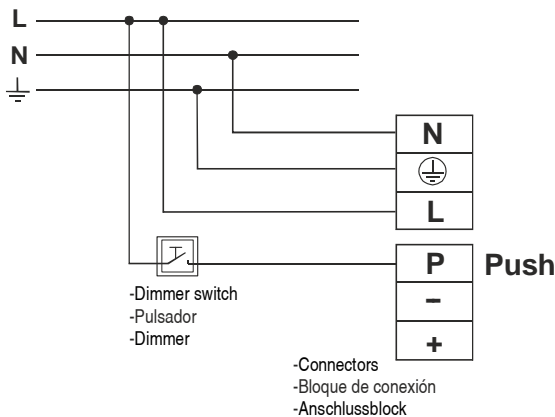 L
N
N
L
P Push
–
+
-Dimmer switch
-Pulsador
-Dimmer
-Connectors
-Bloque de conexión
-Anschlussblock